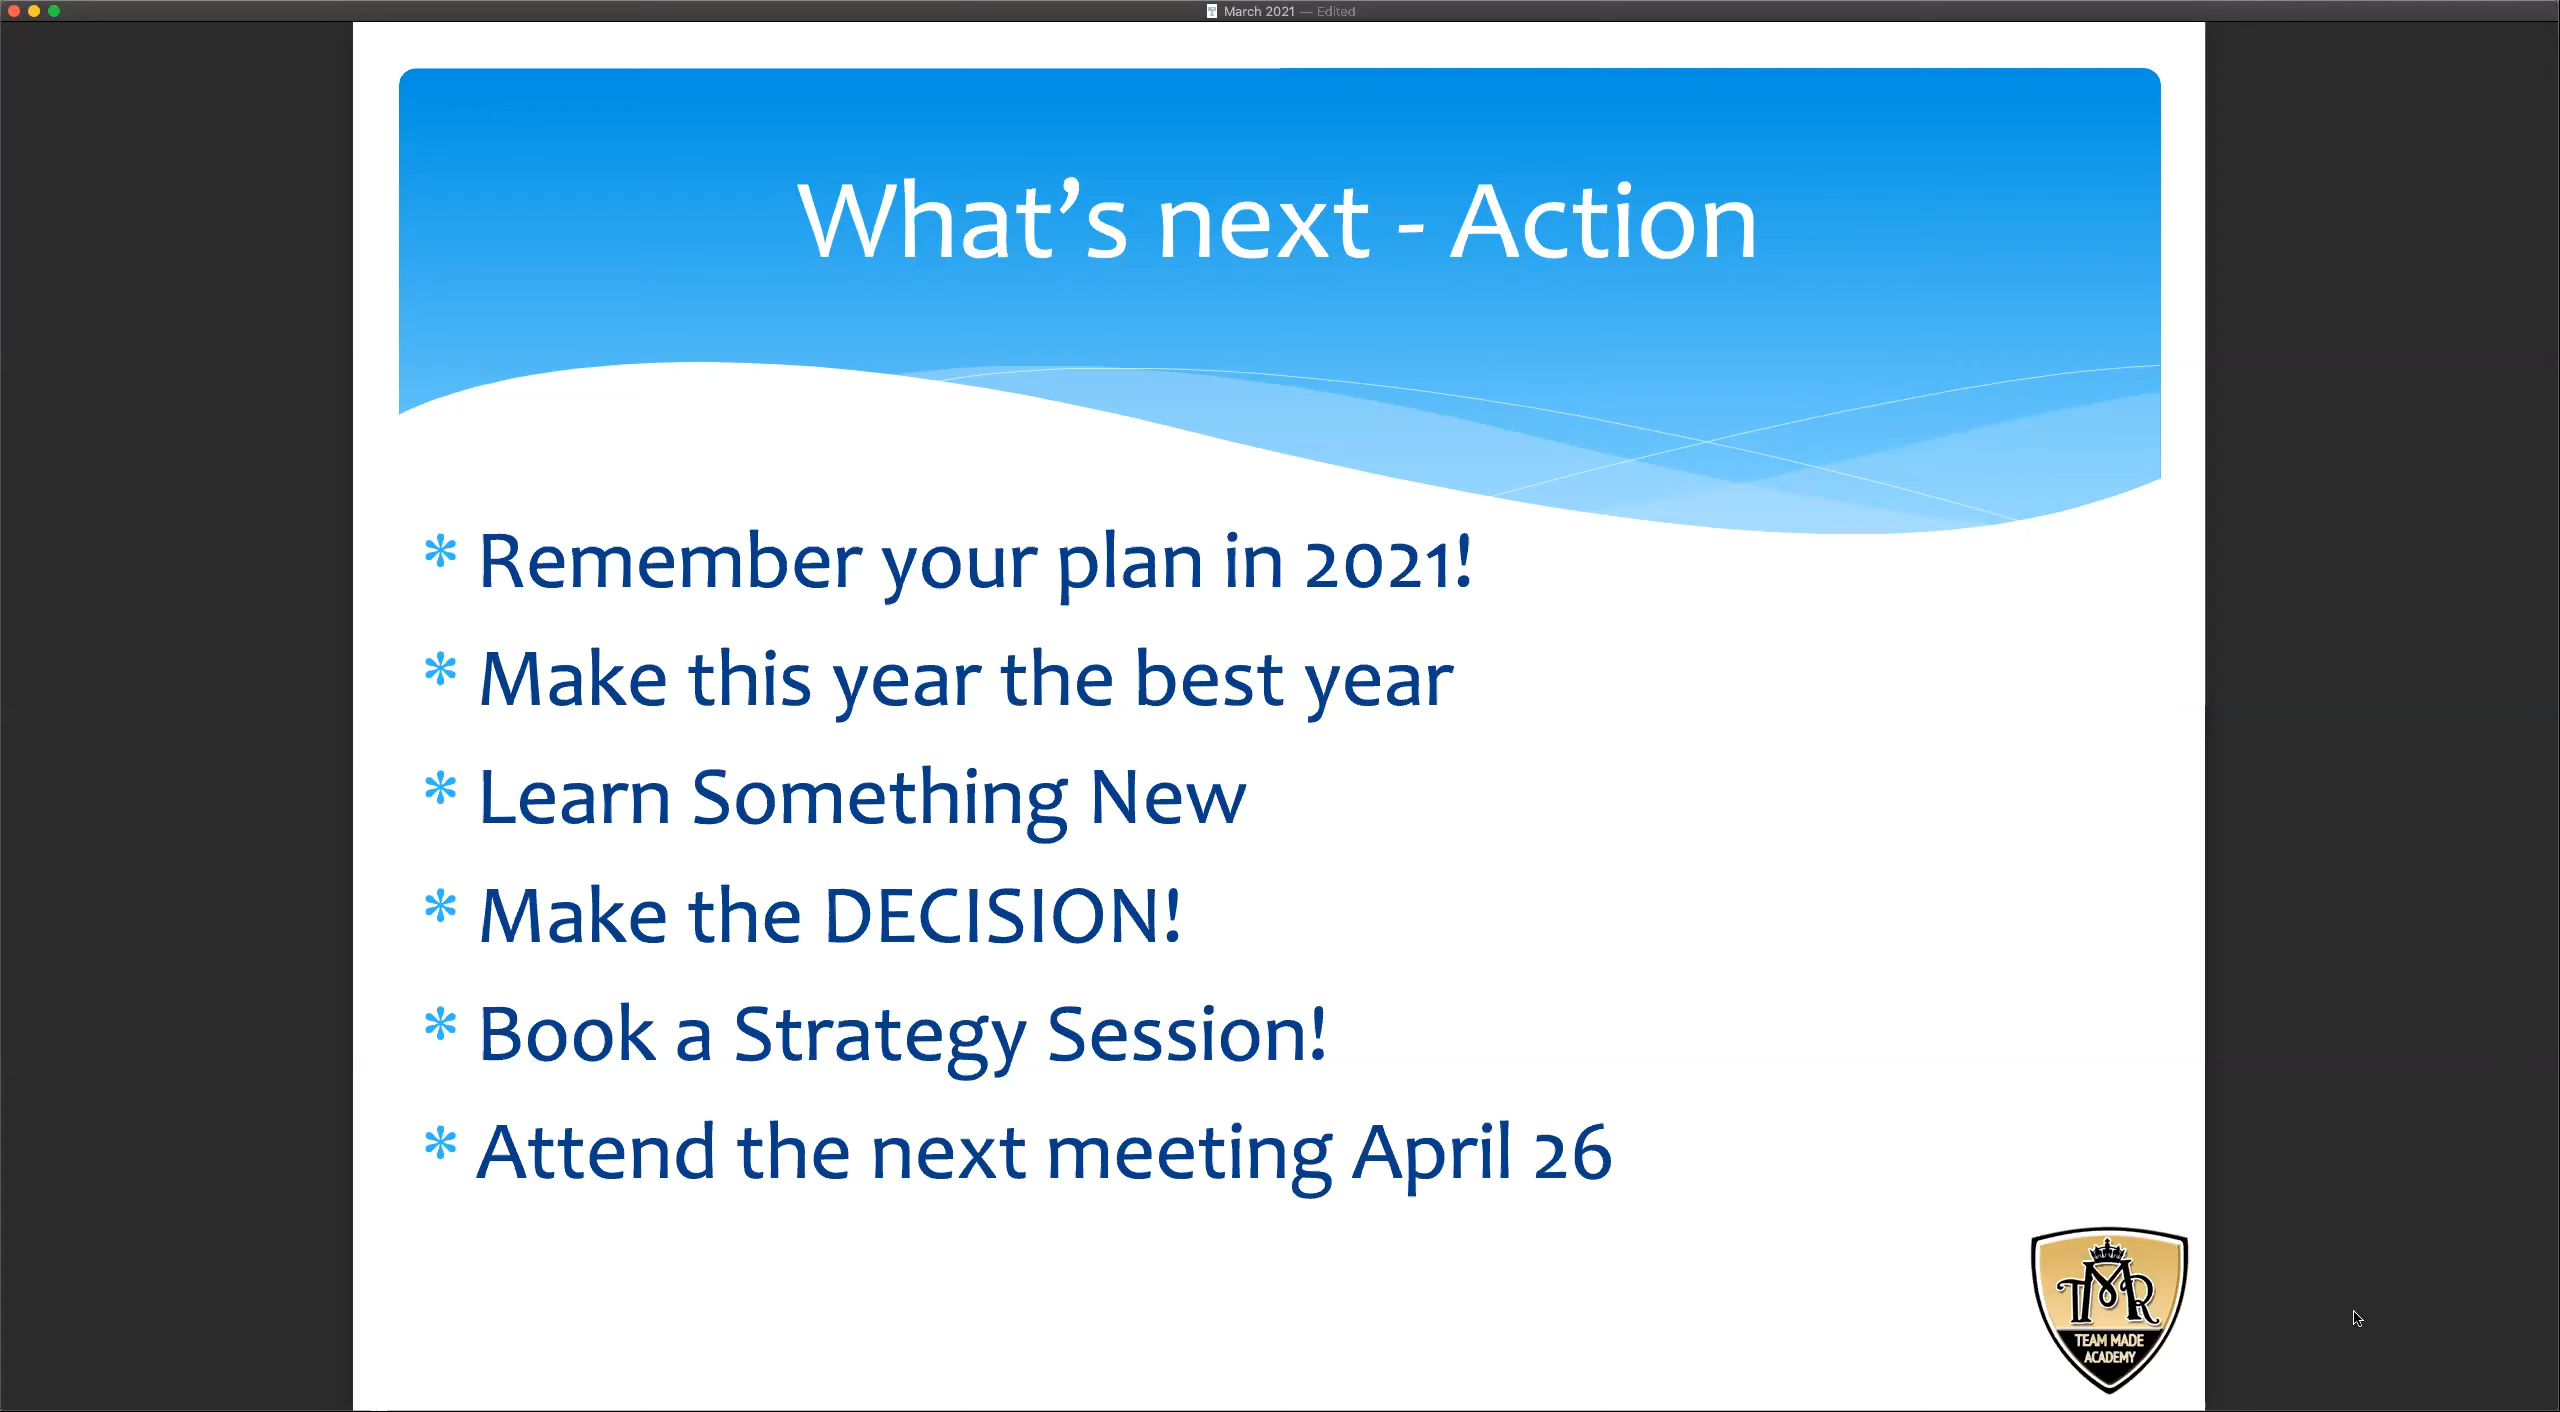 March 2021 — Edited
What’s next - Action
* Remember your plan in 2021!
* Make this year the best year
* Learn Something New
* Make the DECISION!
* Book a Strategy Session!
* Attend the next meeting April 26
TMR
TEAM MADE
ACADEMY